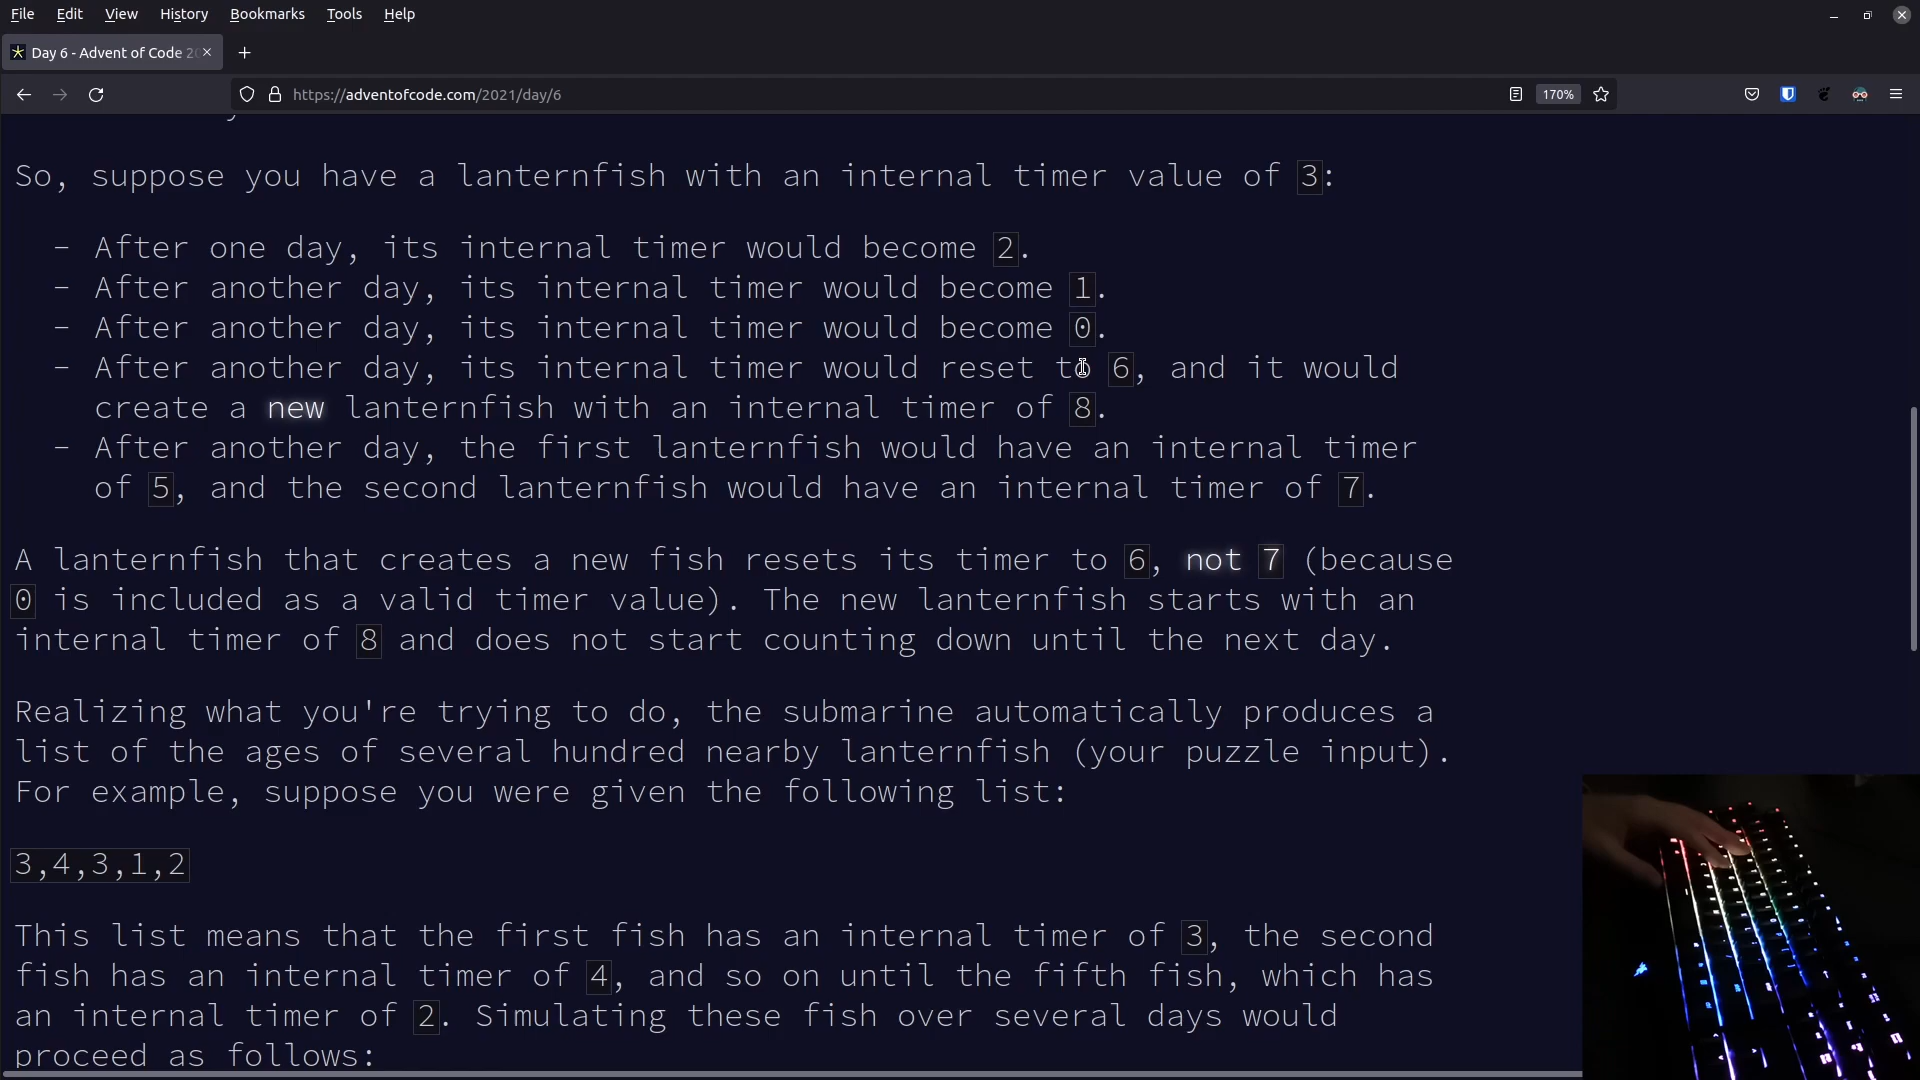 File Edit View History Bookmarks Tools Help
Day 6 - Advent of Code 20
https://adventofcode.com/2021/day/6
170%
So, suppose you have a lanternfish with an internal timer value of 3:
- After one day, its internal timer would become 2.
- After another day, its internal timer would become 1.
- After another day, its internal timer would become 0.
- After another day, its internal timer would reset to 6, and it would
create a new lanternfish with an internal timer of 8.
- After another day, the first lanternfish would have an internal timer
of 5, and the second lanternfish would have an internal timer of 7.
A lanternfish that creates a new fish resets its timer to 6, not 7 (because
0 is included as a valid timer value). The new lanternfish starts with an
internal timer of 8 and does not start counting down until the next day.
Realizing what you're trying to do, the submarine automatically produces a
list of the ages of several hundred nearby lanternfish (your puzzle input).
For example, suppose you were given the following list:
3,4,3,1,2
This list means that the first fish has an internal timer of 3, the second
fish has an internal timer of 4, and so on until the fifth fish, which has
an internal timer of 2. Simulating these fish over several days would
proceed as follows: